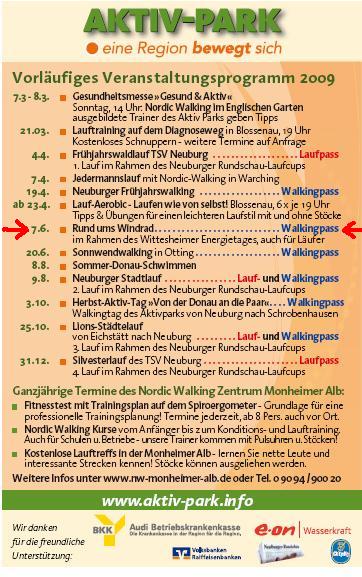 AKTIV-PARK
eine Region bewegt sich
Vorläufiges Veranstaltungsprogramm 2009
7.3 - 8.3. Gesundheitsmesse »Gesund & Aktiv«
Sonntag, 14 Uhr: Nordic Walking im Englischen Garten
ausgebildete Trainer des Aktiv Parks geben Tipps
21.03. Lauftraining auf dem Diagnoseweg in Blossenau, 19 Uhr
Kostenloses Schnuppern - weitere Termine auf Anfrage
4.4. Frühjahrswaldlauf TSV Neuburg ............... Laufpass
1. Lauf im Rahmen des Neuburger Rundschau-Laufcups
7.4. Jedermannslauf mit Nordic-Walking in Warching
19.4. Neuburger Frühjahrswalking ............... Walkingpass
ab 23.4. Lauf-Aerobic - Laufen wie von selbst! Blossenau, 6 x je 19 Uhr
Tipps & Übungen für einen leichteren Laufstil mit und ohne Stöcke
7.6. Rund ums Windrad ............... Walkingpass
im Rahmen des Wittesheimer Energietages, auch für Läufer
20.6. Sonnwendwalking in Otting ............... Walkingpass
8.8. Sommer-Donau-Schwimmen
9.8. Neuburger Stadtlauf ............... Lauf- und Walkingpass
2. Lauf im Rahmen des Neuburger Rundschau-Laufcups
3.10. Herbst-Aktiv-Tag »Von der Donau an die Paar« .... Walkingpass
Walkingtag des Aktivparks von Neuburg nach Schrobenhausen
25.10. Lions-Städtelauf
von Eichstätt nach Neuburg ......... Lauf- und Walkingpass
3. Lauf im Rahmen des Neuburger Rundschau-Laufcups
31.12. Silvesterlauf des TSV Neuburg ............... Laufpass
4. Lauf im Rahmen des Neuburger Rundschau-Laufcups
Ganzjährige Termine des Nordic Walking Zentrum Monheimer Alb:
Fitnesstest mit Trainingsplan auf dem Spiroergometer - Grundlage für eine
professionelle Trainingsplanung! Termine jederzeit, ab 8 Pers. auch vor Ort.
Nordic Walking Kurse vom Anfänger bis zum Konditions- und Lauftraining.
Auch für Schulen u. Betriebe - unsere Trainer kommen mit Pulsuhren u. Stöcken!
Kostenlose Lauftreffs in der Monheimer Alb - lernen Sie nette Leute und
interessante Strecken kennen! Stöcke können ausgeliehen werden.
Weitere Infos unter www.nw-monheimer-alb.de oder Tel. 0 90 94 / 900 20
www.aktiv-park.info
Wir danken
für die freundliche
Unterstützung:
BKK Audi Betriebskrankenkasse
Die Krankenkasse in der Region für die Region.
e-on | Wasserkraft
Volksbanken
Raiffeisenbanken
Neuburger Rundschau